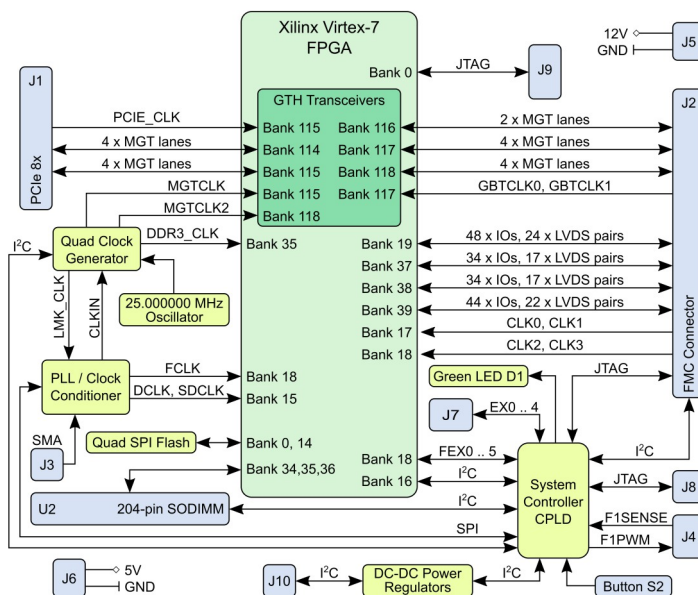 Xilinx Virtex-7
FPGA
12V
GND
J5
J1
Bank 0
JTAG
J9
J2
GTH Transceivers
PCIE_CLK
Bank 115
Bank 116
2 x MGT lanes
4 x MGT lanes
Bank 114
Bank 117
4 x MGT lanes
4 x MGT lanes
Bank 115
Bank 118
4 x MGT lanes
PCIe 8x
MGTCLK
Bank 115
Bank 117
GBTCLK0, GBTCLK1
MGTCLK2
Bank 118
I²C
Quad Clock
Generator
DDR3_CLK
Bank 35
Bank 19
48 x IOs, 24 x LVDS pairs
Bank 37
34 x IOs, 17 x LVDS pairs
Bank 38
34 x IOs, 17 x LVDS pairs
25.000000 MHz
Oscillator
Bank 39
44 x IOs, 22 x LVDS pairs
LMK_CLK
CLKIN
Bank 17
CLK0, CLK1
Bank 18
CLK2, CLK3
FMC Connector
PLL / Clock
Conditioner
FCLK
Bank 18
DCLK, SDCLK
Bank 15
Green LED D1
JTAG
J7
EX0 .. 4
SMA
J3
Quad SPI Flash
Bank 0, 14
Bank 18
FEX0 .. 5
I²C
Bank 34,35,36
Bank 16
I²C
System
Controller
CPLD
JTAG
J8
U2
204-pin SODIMM
I²C
F1SENSE
J4
SPI
F1PWM
J6
5V
GND
J10
I²C
DC-DC Power
Regulators
I²C
Button S2